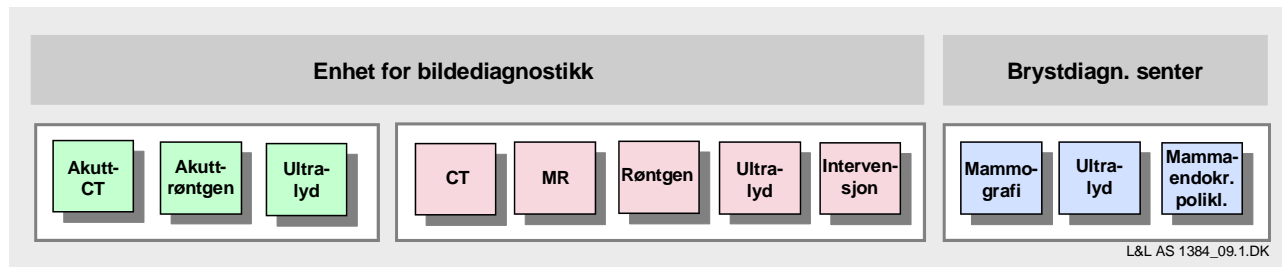 Enhet for bildediagnostikk
Brystdiagn. senter
Akutt-
CT
Akutt-
røntgen
Ultra-
lyd
CT
MR
Røntgen
Ultra-
lyd
Interven-
sjon
Mammo-
grafi
Ultra-
lyd
Mamma-
endokr.
polikl.
L&L AS 1384_09.1.DK